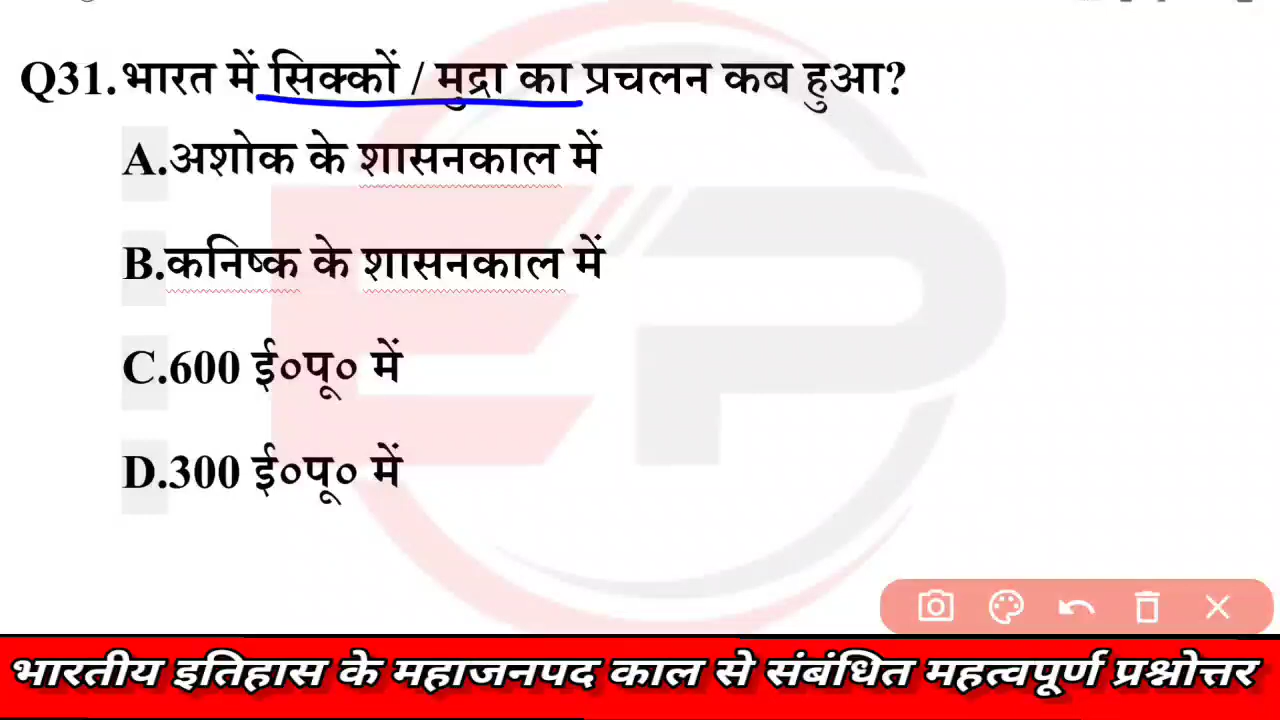 Q31.भारत में सिक्कों / मुद्रा का प्रचलन कब हुआ?
A.अशोक के शासनकाल में
B.कनिष्क के शासनकाल में
C.600 ई०पू० में
D.300 ई०पू० में
भारतीय इतिहास के महाजनपद काल से संबंधित महत्वपूर्ण प्रश्नोत्तर